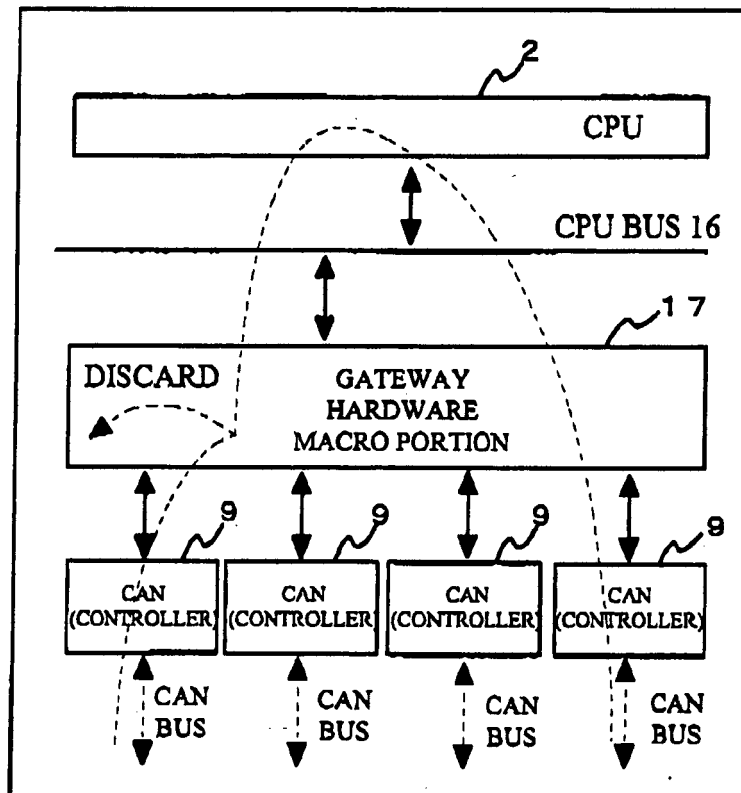 2
CPU
CPU BUS 16
17
DISCARD
GATEWAY
HARDWARE
MACRO PORTION
9
9
9
9
CAN
(CONTROLLER)
CAN
(CONTROLLER)
CAN
(CONTROLLER)
CAN
(CONTROLLER)
CAN
BUS
CAN
BUS
CAN
BUS
CAN
BUS